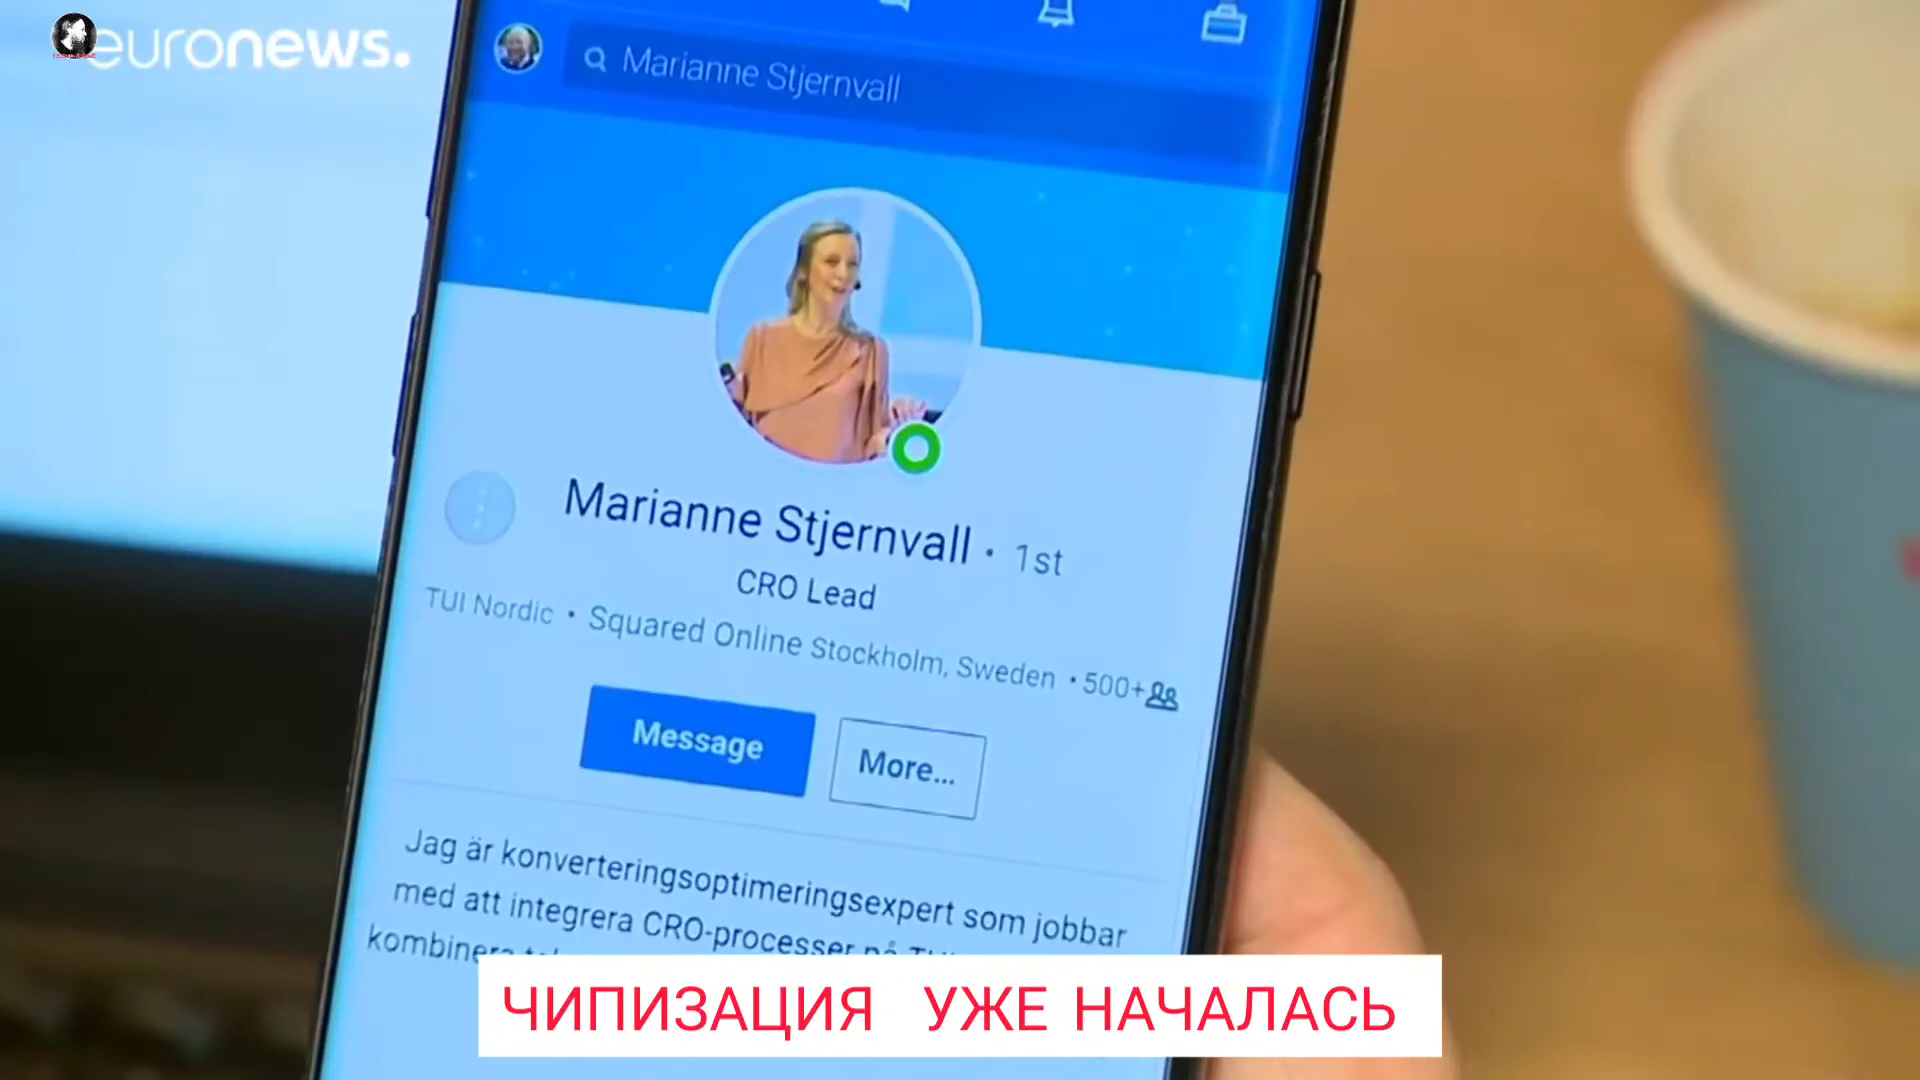 euronews.
Marianne Stjernvall
Marianne Stjernvall • 1st
CRO Lead
TUI Nordic • Squared Online Stockholm, Sweden • 500+
Message
More...
Jag är konverteringsoptimeringsexpert som jobbar
med att integrera CRO-processer på
ЧИПИЗАЦИЯ УЖЕ НАЧАЛАСЬ